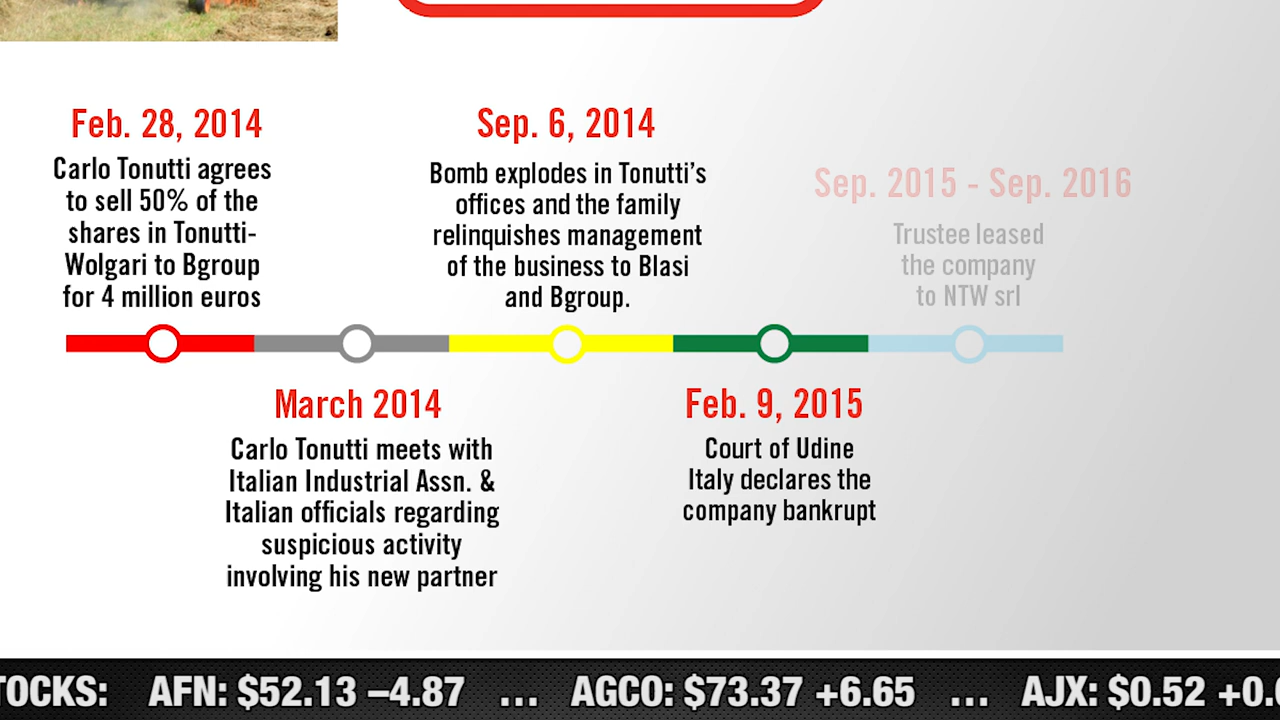 Feb. 28, 2014
Carlo Tonutti agrees
to sell 50% of the
shares in Tonutti-
Wolgari to Bgroup
for 4 million euros
Sep. 6, 2014
Bomb explodes in Tonutti's
offices and the family
relinquishes management
of the business to Blasi
and Bgroup.
Sep. 2015 - Sep. 2016
Trustee leased
the company
to NTW srl
March 2014
Carlo Tonutti meets with
Italian Industrial Assn. &
Italian officials regarding
suspicious activity
involving his new partner
Feb. 9, 2015
Court of Udine
Italy declares the
company bankrupt
TOCKS: AFN: $52.13 –4.87 ... AGCO: $73.37 +6.65 ... AJX: $0.52